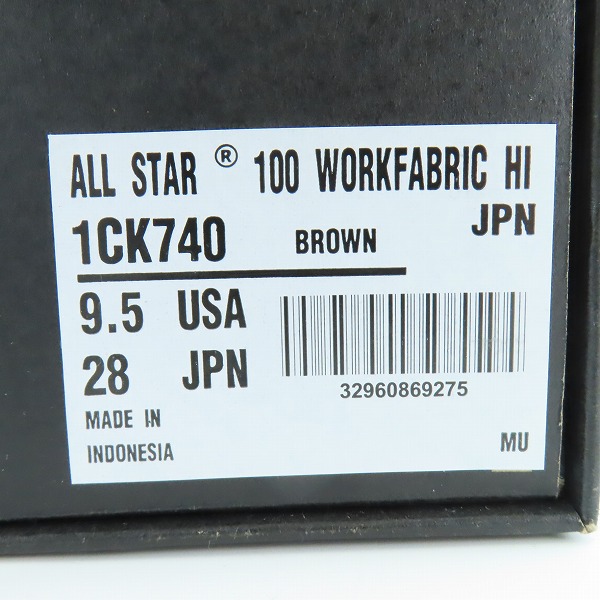 ALL STAR ® 100 WORKFABRIC HI
JPN
1CK740 BROWN
9.5 USA
28 JPN
32960869275
MADE IN
INDONESIA
MU